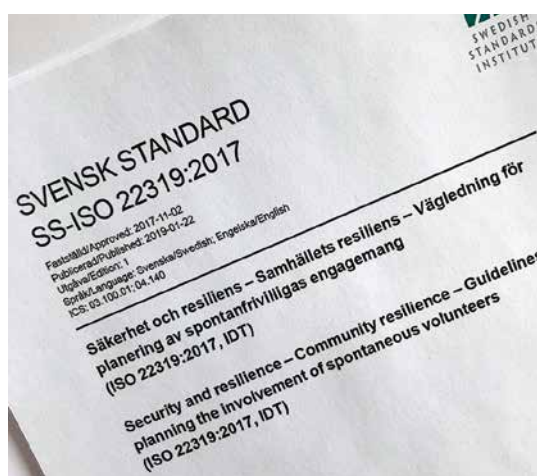 SWEDISH
STANDARDS
INSTITUTE
SVENSK STANDARD
SS-ISO 22319:2017
Fastställd/Approved: 2017-11-02
Publicerad/Published: 2019-01-22
Utgåva/Edition: 1
Språk/Language: Svenska/Swedish; Engelska/English
ICS: 03.100.01; 04.140
Säkerhet och resiliens – Samhällets resiliens – Vägledning för
planering av spontanfrivilligas engagemang
(ISO 22319:2017, IDT)
Security and resilience – Community resilience – Guidelines
planning the involvement of spontaneous volunteers
(ISO 22319:2017, IDT)